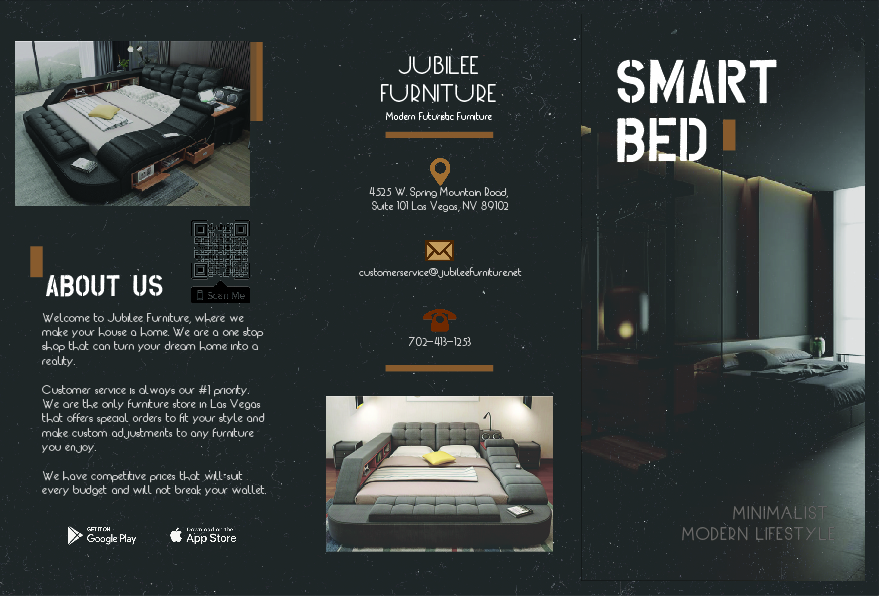 ABOUT US
Scan Me
Welcome to Jubilee Furniture, where we
make your house a home. We are a one stop
shop that can turn your dream home into a
reality.
Customer service is always our #1 priority.
We are the only furniture store in Las Vegas
that offers special orders to fit your style and
make custom adjustments to any furniture
you enjoy.
We have competitive prices that will suit
every budget and will not break your wallet.
GET IT ON
Google Play
Download on the
App Store
JUBILEE
FURNITURE
Modern Futuristic Furniture
4525 W. Spring Mountain Road,
Suite 101 Las Vegas, NV 89102
customerservice@jubileefurniture.net
702-413-1253
SMART
BED
MINIMALIST
MODERN LIFESTYLE